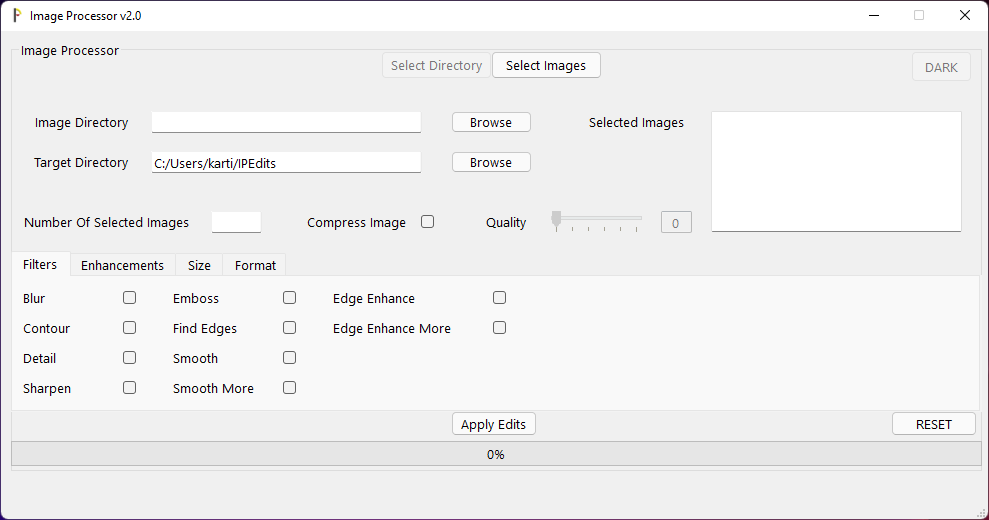 Image Processor v2.0
Image Processor
Select Directory Select Images DARK
Image Directory Browse Selected Images
Target Directory C:/Users/karti/IPEdits Browse
Number Of Selected Images Compress Image Quality 0
Filters Enhancements Size Format
Blur Emboss Edge Enhance
Contour Find Edges Edge Enhance More
Detail Smooth
Sharpen Smooth More
Apply Edits RESET
0%